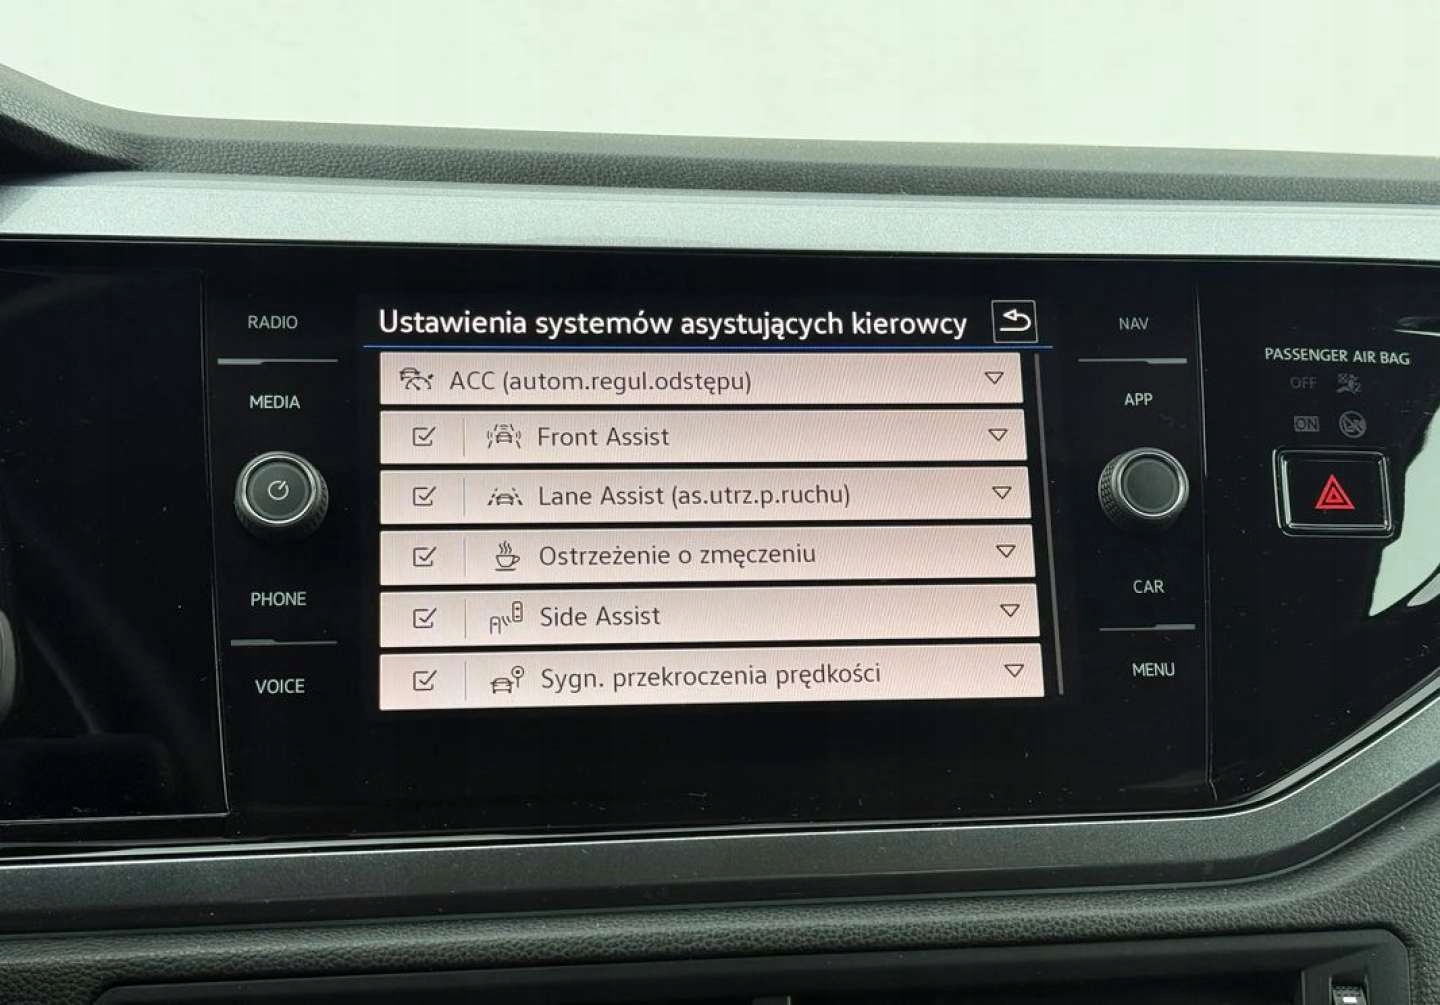 RADIO
MEDIA
PHONE
VOICE
Ustawienia systemów asystujących kierowcy
ACC (autom.regul.odstępu)
Front Assist
Lane Assist (as.utrz.p.ruchu)
Ostrzeżenie o zmęczeniu
Side Assist
Sygn. przekroczenia prędkości
NAV
APP
CAR
MENU
PASSENGER AIR BAG
OFF
ON